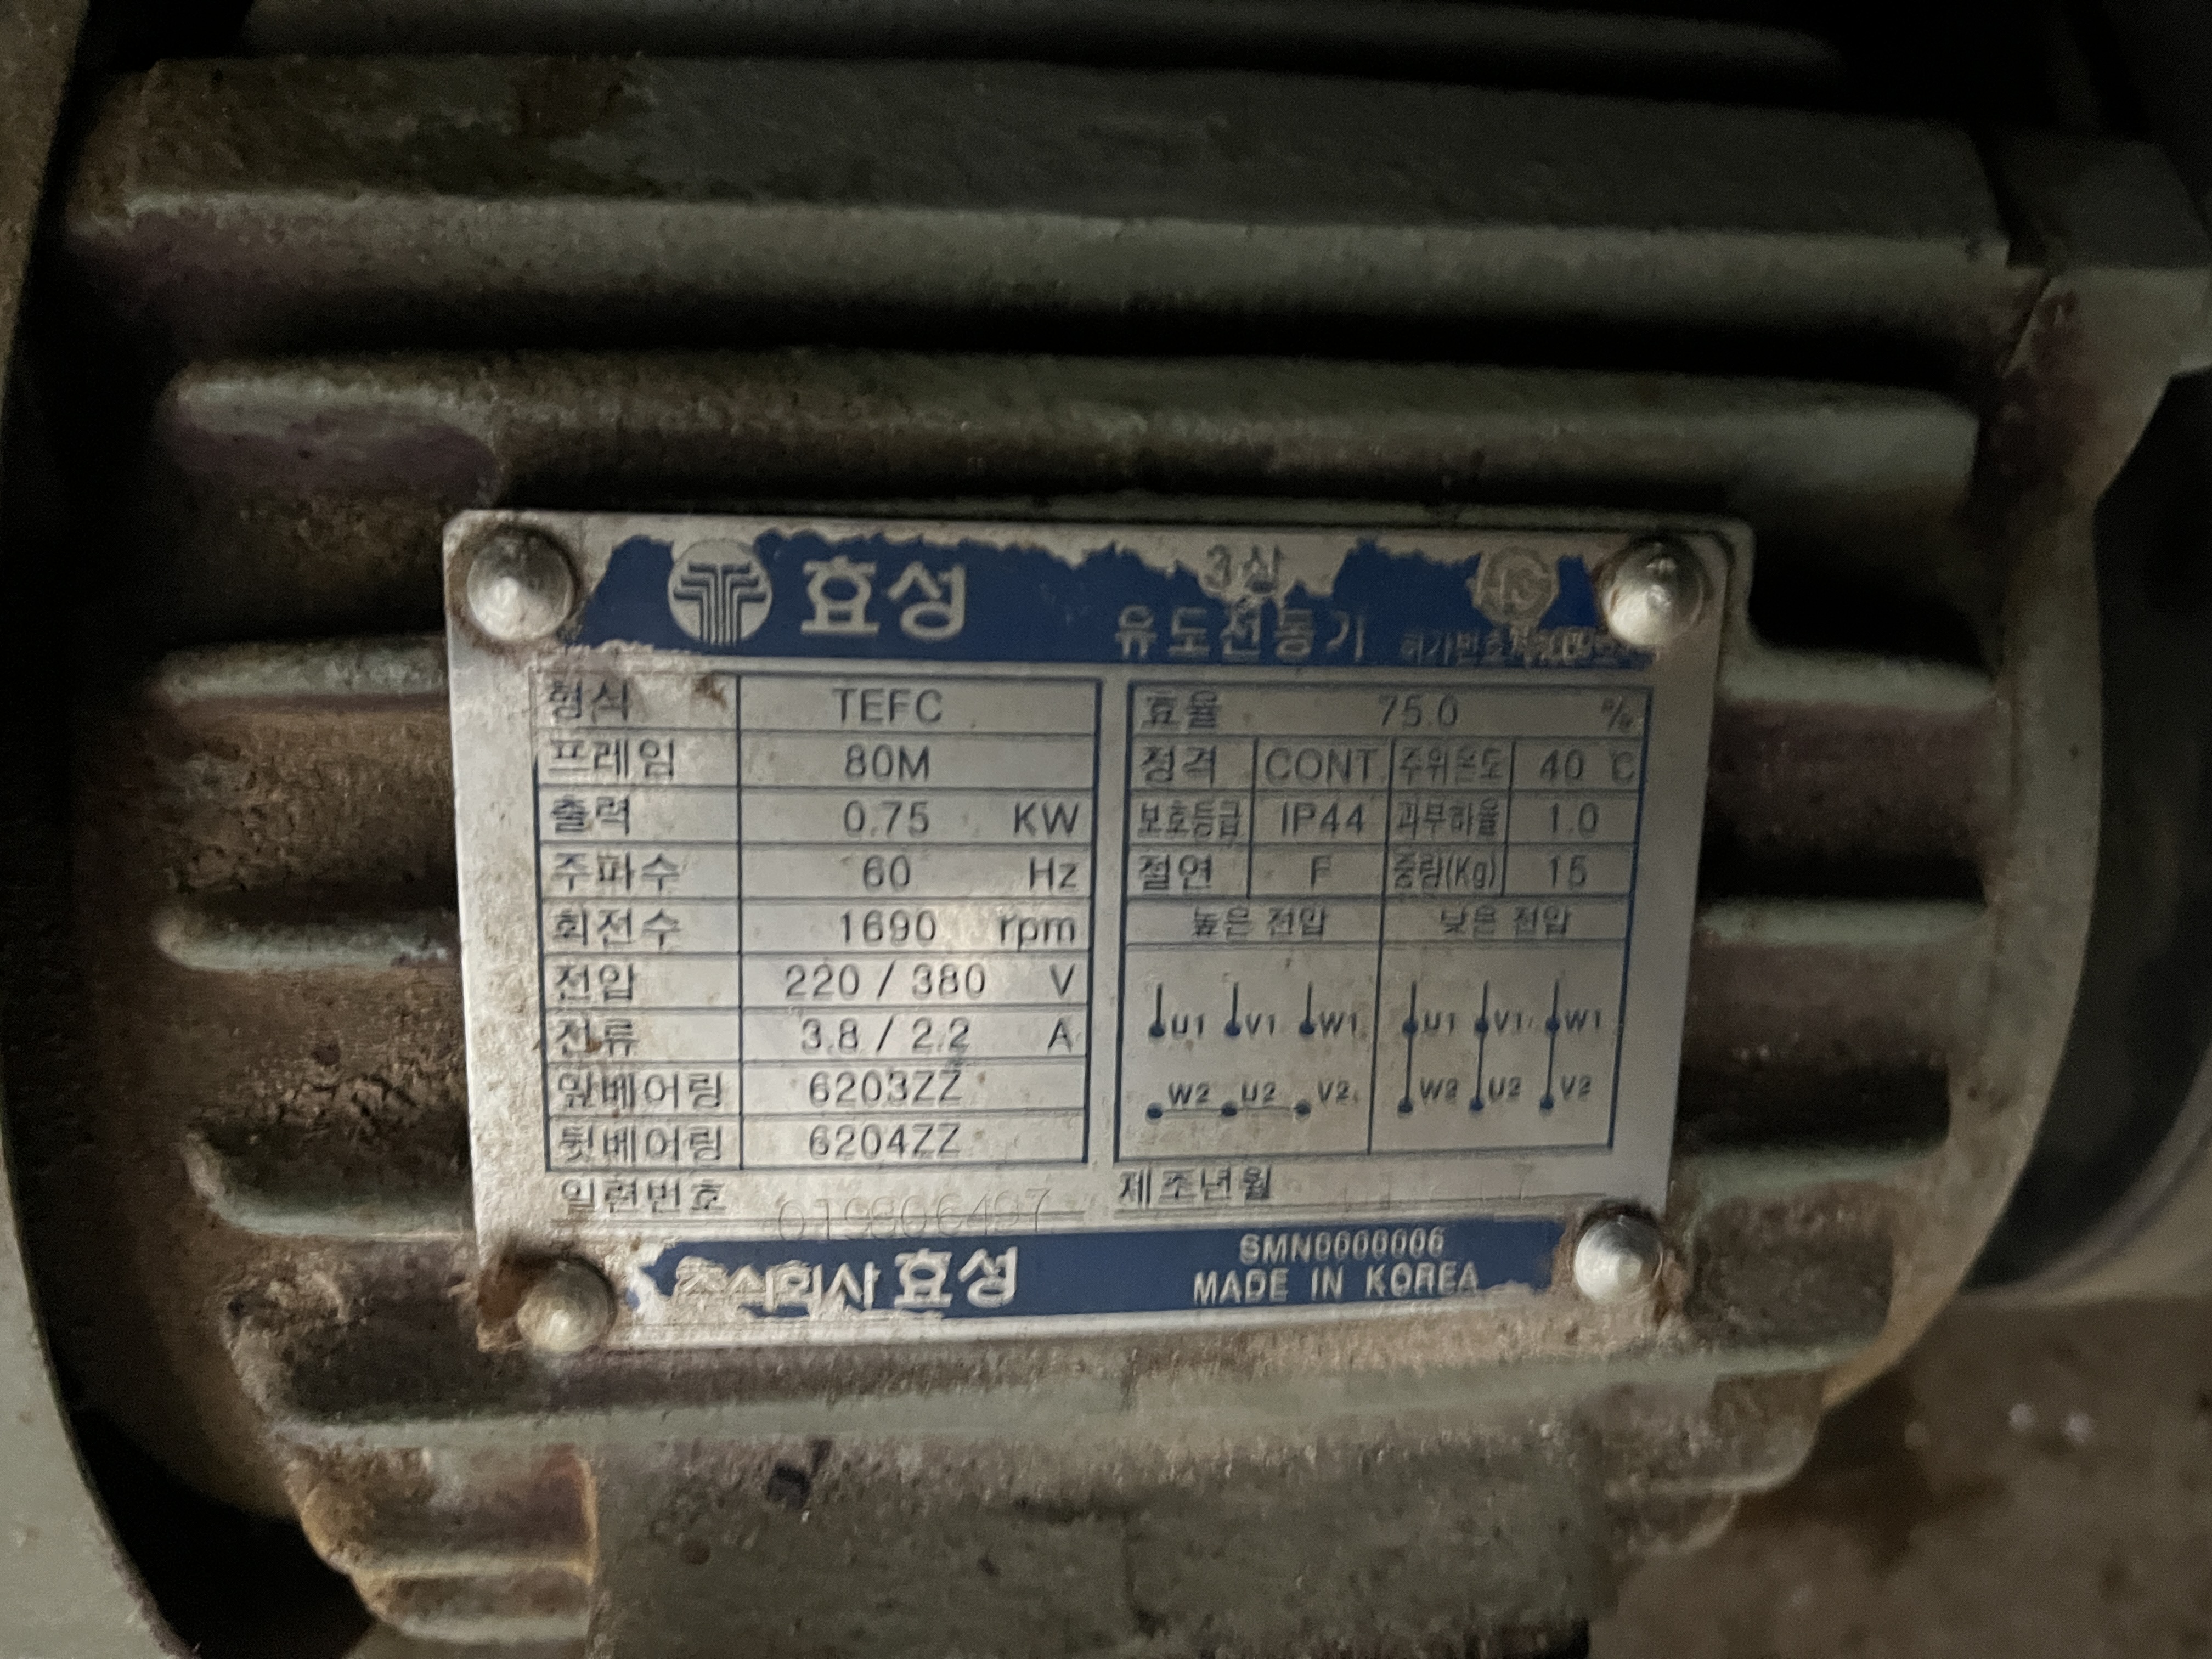 효성
3상
유도전동기 허가번호
형식 TEFC
프레임 80M
출력 0.75 KW
주파수 60 Hz
회전수 1690 rpm
전압 220 / 380 V
전류 3.8 / 2.2 A
앞베어링 6203ZZ
뒷베어링 6204ZZ
일련번호
효율 75.0 %
정격 CONT 주위온도 40 ℃
보호등급 IP44 과부하율 1.0
절연 F 중량(Kg) 15
높은 전압 낮은 전압
U1 V1 W1 U1 V1 W1
W2 U2 V2 W2 U2 V2
제조년월
주식회사 효성
SMN0000006
MADE IN KOREA